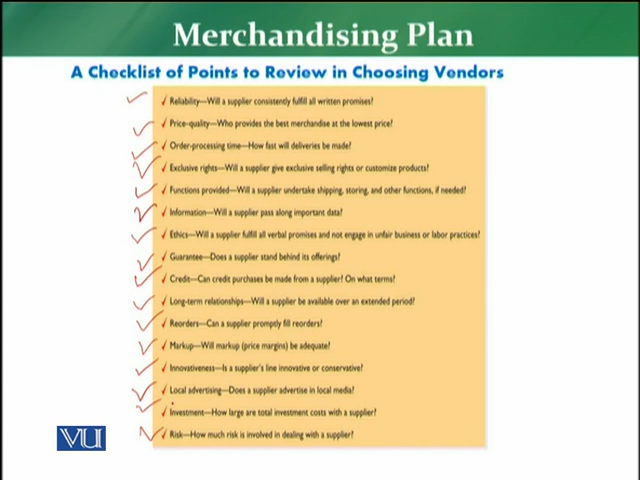 Merchandising Plan
A Checklist of Points to Review in Choosing Vendors
Reliability—Will a supplier consistently fulfill all written promises?
Price-quality—Who provides the best merchandise at the lowest price?
Order-processing time—How fast will deliveries be made?
Exclusive rights—Will a supplier give exclusive selling rights or customize products?
Functions provided—Will a supplier undertake shipping, storing, and other functions, if needed?
Information—Will a supplier pass along important data?
Ethics—Will a supplier fulfill all verbal promises and not engage in unfair business or labor practices?
Guarantee—Does a supplier stand behind its offerings?
Credit—Can credit purchases be made from a supplier? On what terms?
Long-term relationships—Will a supplier be available over an extended period?
Reorders—Can a supplier promptly fill reorders?
Markup—Will markup (price margins) be adequate?
Innovativeness—Is a supplier's line innovative or conservative?
Local advertising—Does a supplier advertise in local media?
Investment—How large are total investment costs with a supplier?
Risk—How much risk is involved in dealing with a supplier?
VU